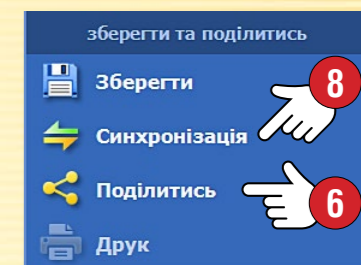 зберегти та поділитись
Зберегти
8
Синхронізація
Поділитись
6
Друк